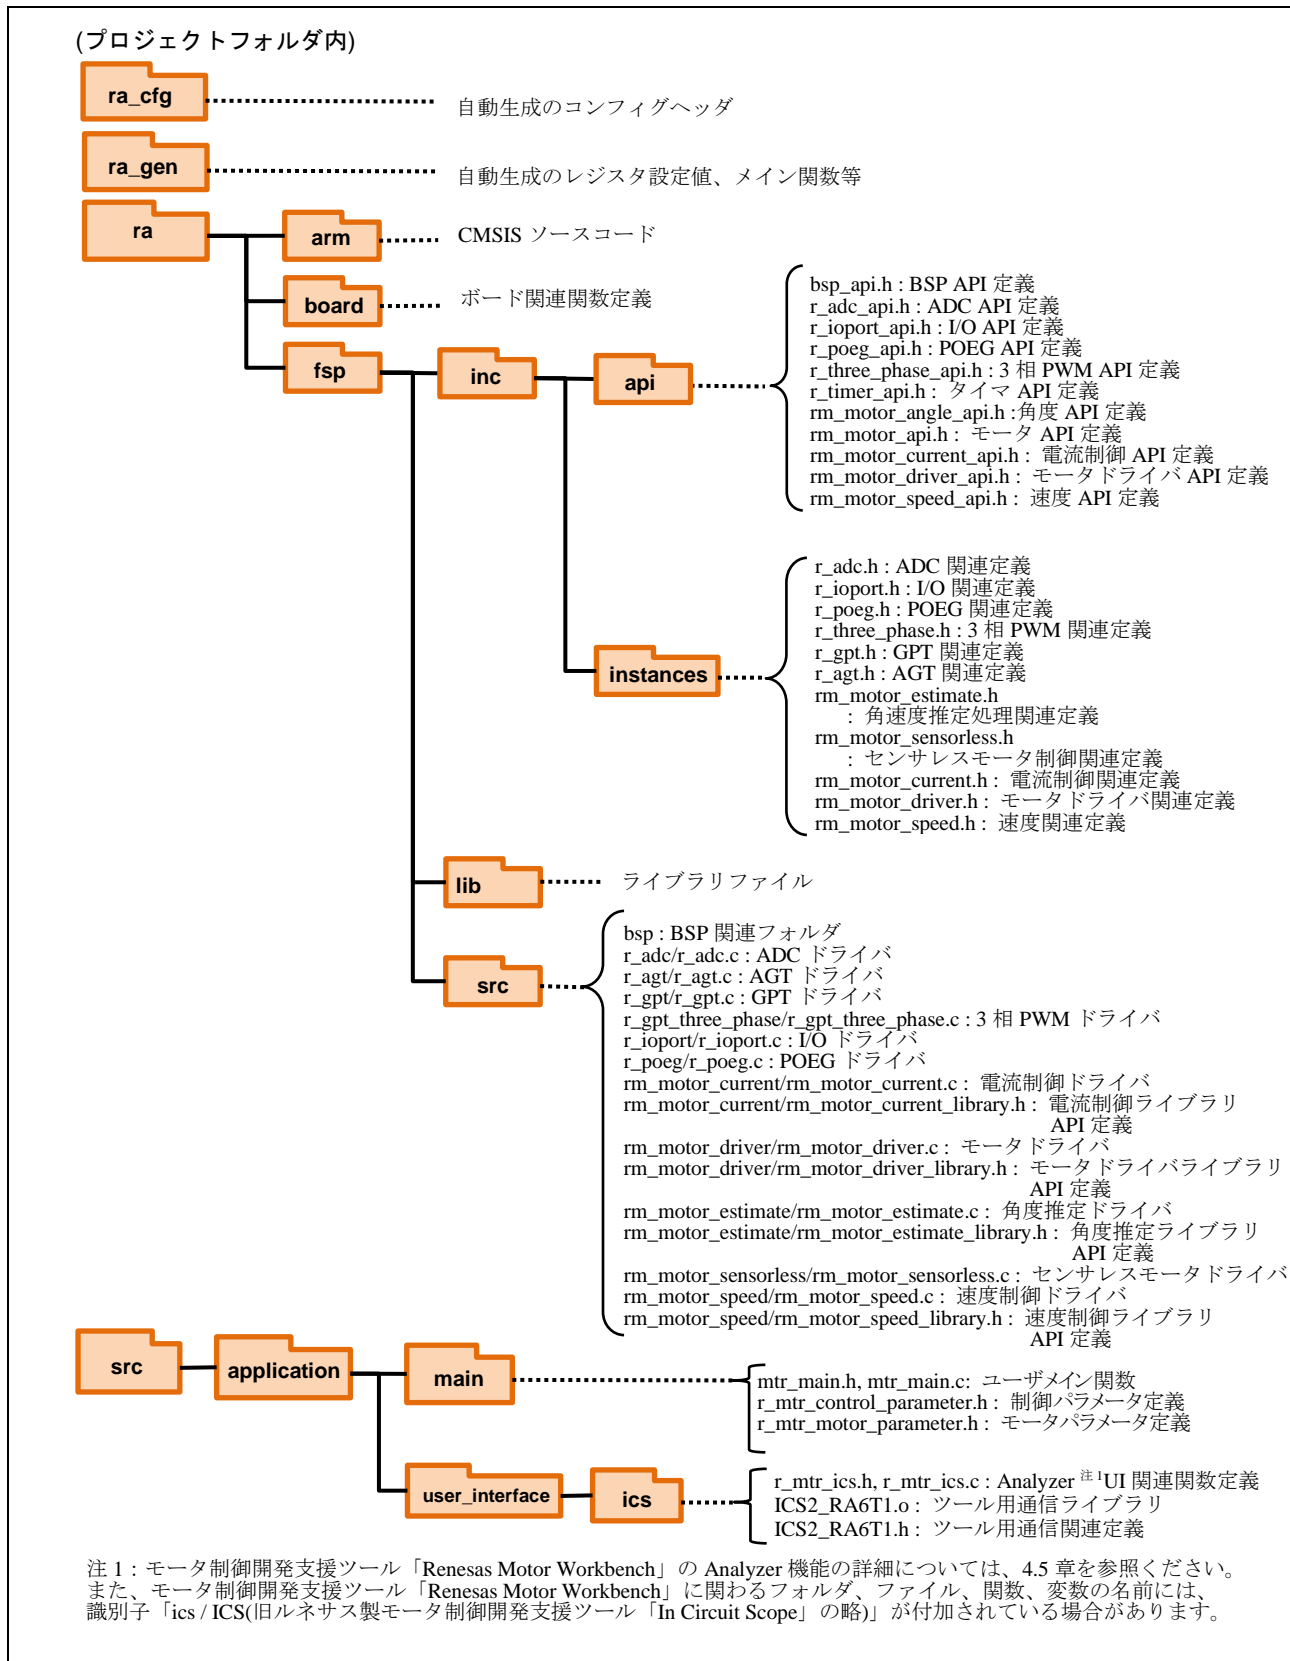 (プロジェクトフォルダ内)
ra_cfg
自動生成のコンフィグヘッダ
ra_gen
自動生成のレジスタ設定値、メイン関数等
ra
arm
CMSIS ソースコード
board
ボード関連関数定義
fsp
inc
api
bsp_api.h : BSP API 定義
r_adc_api.h : ADC API 定義
r_ioport_api.h : I/O API 定義
r_poeg_api.h : POEG API 定義
r_three_phase_api.h : 3 相 PWM API 定義
r_timer_api.h : タイマ API 定義
rm_motor_angle_api.h :角度 API 定義
rm_motor_api.h : モータ API 定義
rm_motor_current_api.h : 電流制御 API 定義
rm_motor_driver_api.h : モータドライバ API 定義
rm_motor_speed_api.h : 速度 API 定義
instances
r_adc.h : ADC 関連定義
r_ioport.h : I/O 関連定義
r_poeg.h : POEG 関連定義
r_three_phase.h : 3 相 PWM 関連定義
r_gpt.h : GPT 関連定義
r_agt.h : AGT 関連定義
rm_motor_estimate.h
: 角速度推定処理関連定義
rm_motor_sensorless.h
: センサレスモータ制御関連定義
rm_motor_current.h : 電流制御関連定義
rm_motor_driver.h : モータドライバ関連定義
rm_motor_speed.h : 速度関連定義
lib
ライブラリファイル
src
bsp : BSP 関連フォルダ
r_adc/r_adc.c : ADC ドライバ
r_agt/r_agt.c : AGT ドライバ
r_gpt/r_gpt.c : GPT ドライバ
r_gpt_three_phase/r_gpt_three_phase.c : 3 相 PWM ドライバ
r_ioport/r_ioport.c : I/O ドライバ
r_poeg/r_poeg.c : POEG ドライバ
rm_motor_current/rm_motor_current.c : 電流制御ドライバ
rm_motor_current/rm_motor_current_library.h : 電流制御ライブラリ
API 定義
rm_motor_driver/rm_motor_driver.c : モータドライバ
rm_motor_driver/rm_motor_driver_library.h : モータドライバライブラリ
API 定義
rm_motor_estimate/rm_motor_estimate.c : 角度推定ドライバ
rm_motor_estimate/rm_motor_estimate_library.h : 角度推定ライブラリ
API 定義
rm_motor_sensorless/rm_motor_sensorless.c : センサレスモータドライバ
rm_motor_speed/rm_motor_speed.c : 速度制御ドライバ
rm_motor_speed/rm_motor_speed_library.h : 速度制御ライブラリ
API 定義
src
application
main
mtr_main.h, mtr_main.c: ユーザメイン関数
r_mtr_control_parameter.h : 制御パラメータ定義
r_mtr_motor_parameter.h : モータパラメータ定義
user_interface
ics
r_mtr_ics.h, r_mtr_ics.c : Analyzer 注 1UI 関連関数定義
ICS2_RA6T1.o : ツール用通信ライブラリ
ICS2_RA6T1.h : ツール用通信関連定義
注 1：モータ制御開発支援ツール「Renesas Motor Workbench」の Analyzer 機能の詳細については、4.5 章を参照ください。
また、モータ制御開発支援ツール「Renesas Motor Workbench」に関わるフォルダ、ファイル、関数、変数の名前には、
識別子「ics / ICS(旧ルネサス製モータ制御開発支援ツール「In Circuit Scope」の略)」が付加されている場合があります。